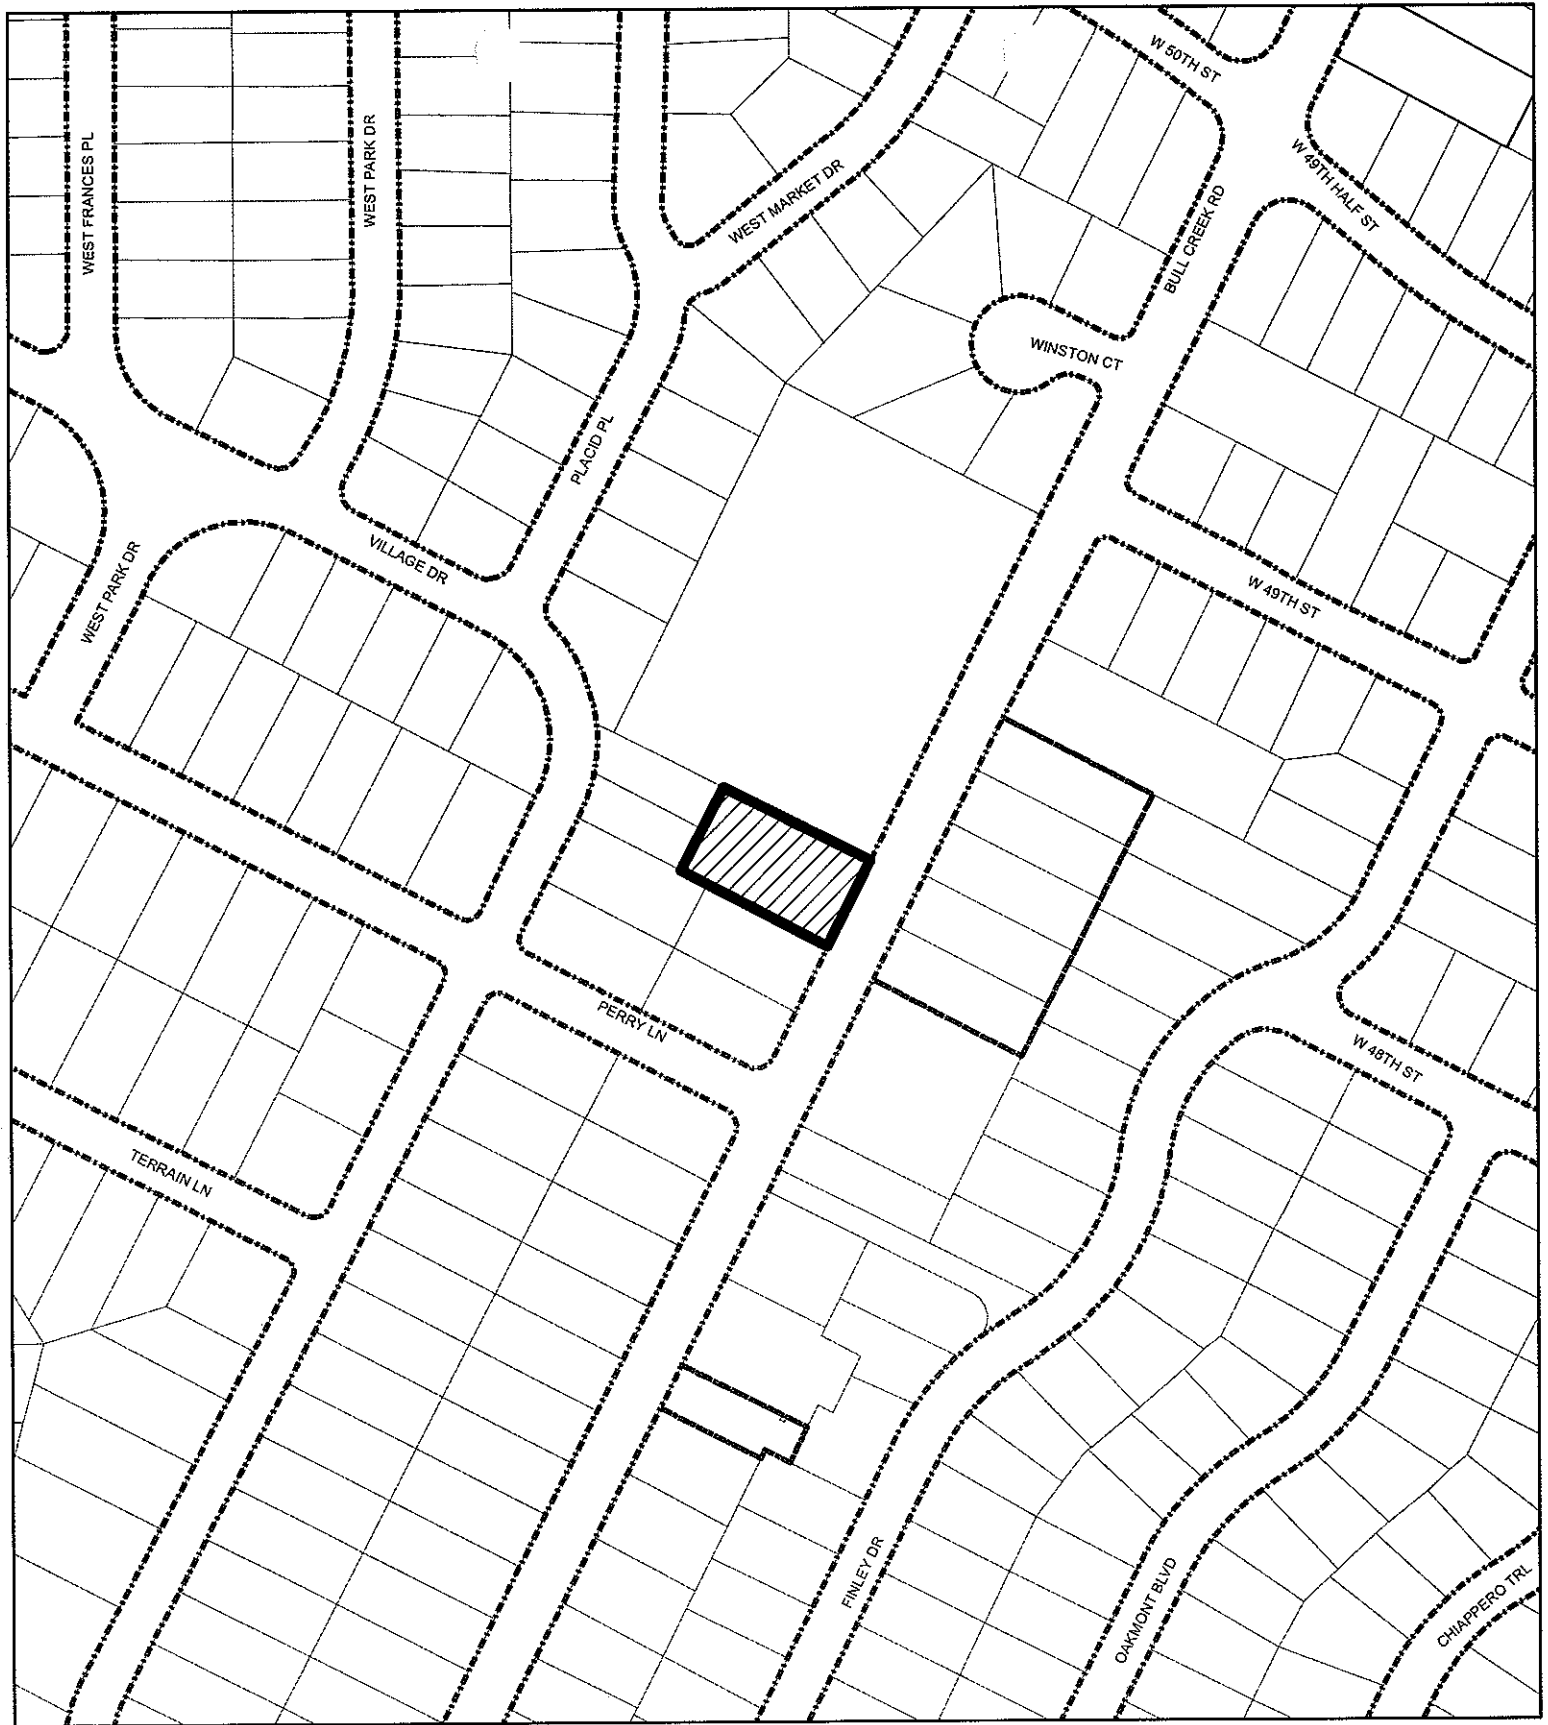 W 50TH ST
WEST FRANCES PL
WEST PARK DR
WEST MARKET DR
W 49TH HALF ST
BULL CREEK RD
WINSTON CT
PLACID PL
VILLAGE DR
WEST PARK DR
W 49TH ST
PERRY LN
W 48TH ST
TERRAIN LN
FINLEY DR
OAKMONT BLVD
CHIAPPERO TRL